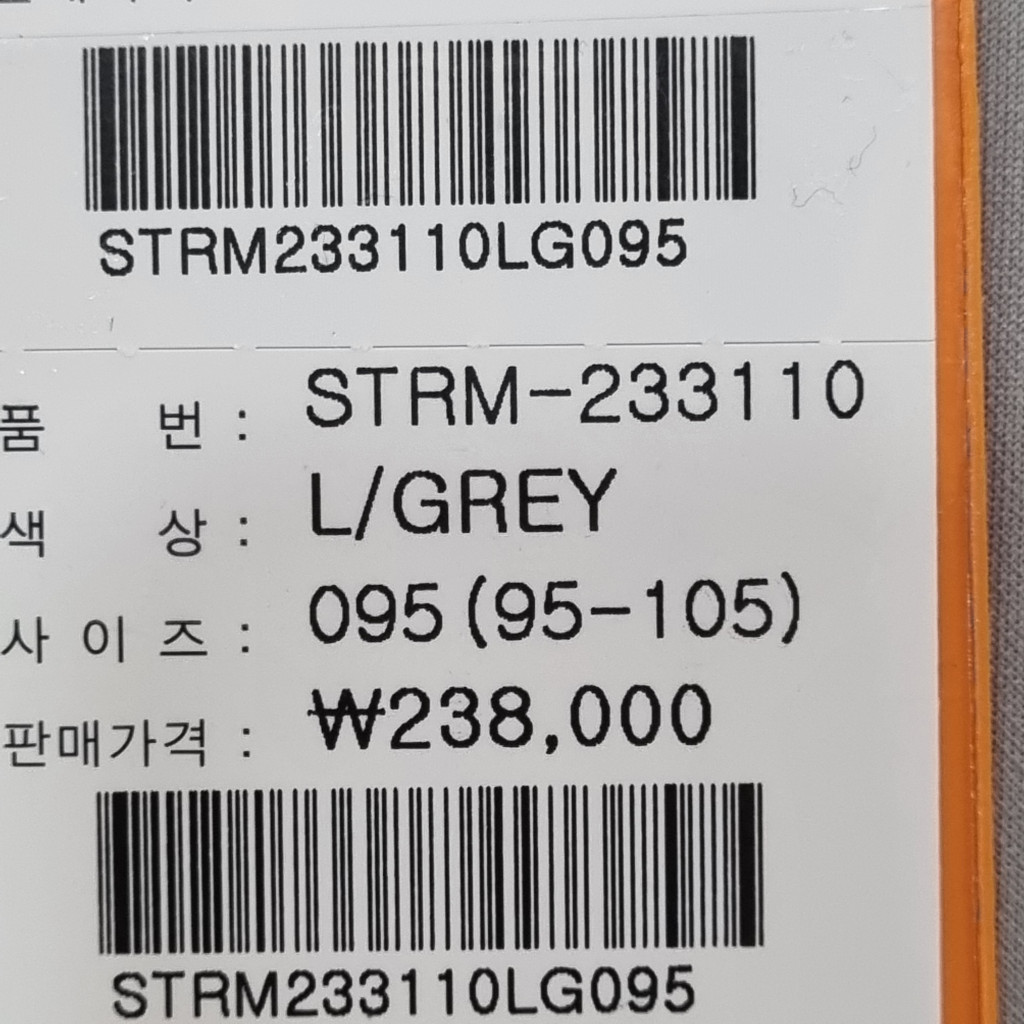 STRM233110LG095
품 번 : STRM-233110
색 상 : L/GREY
사 이 즈 : 095(95-105)
판매가격 : ₩238,000
STRM233110LG095